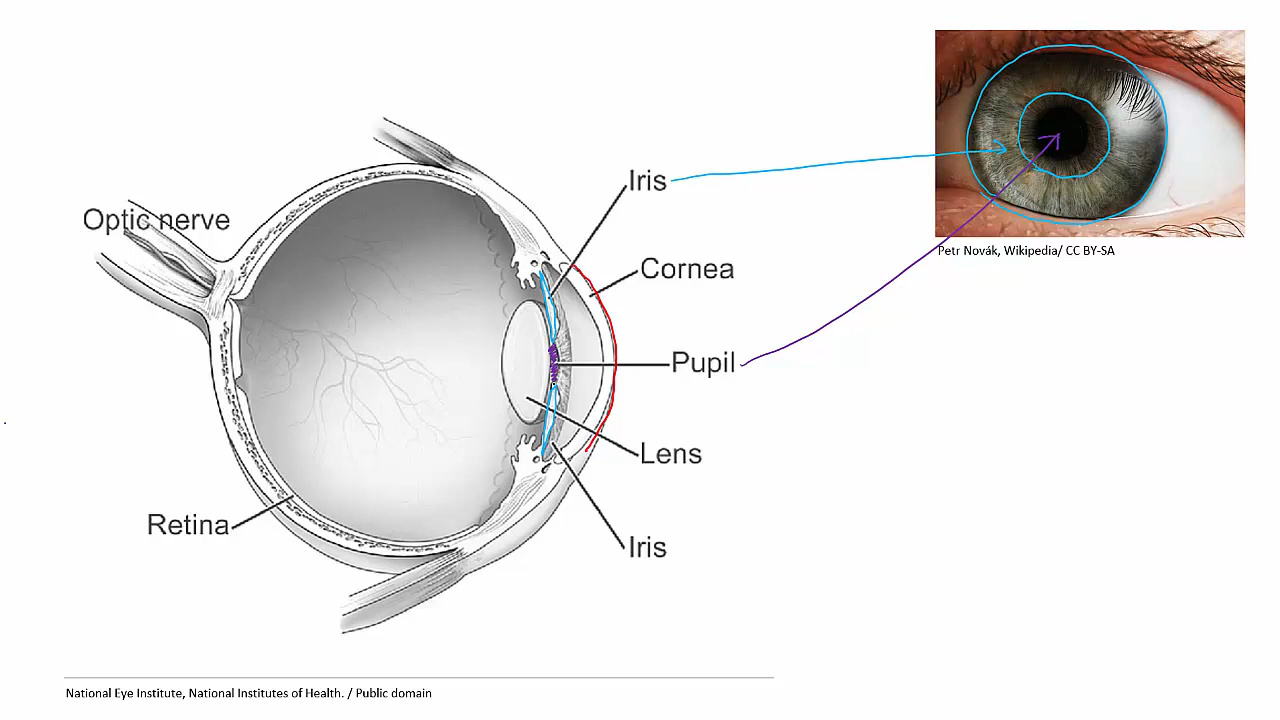 Iris
Optic nerve
Petr Novák, Wikipedia/ CC BY-SA
Cornea
Pupil
Lens
Retina
Iris
National Eye Institute, National Institutes of Health. / Public domain